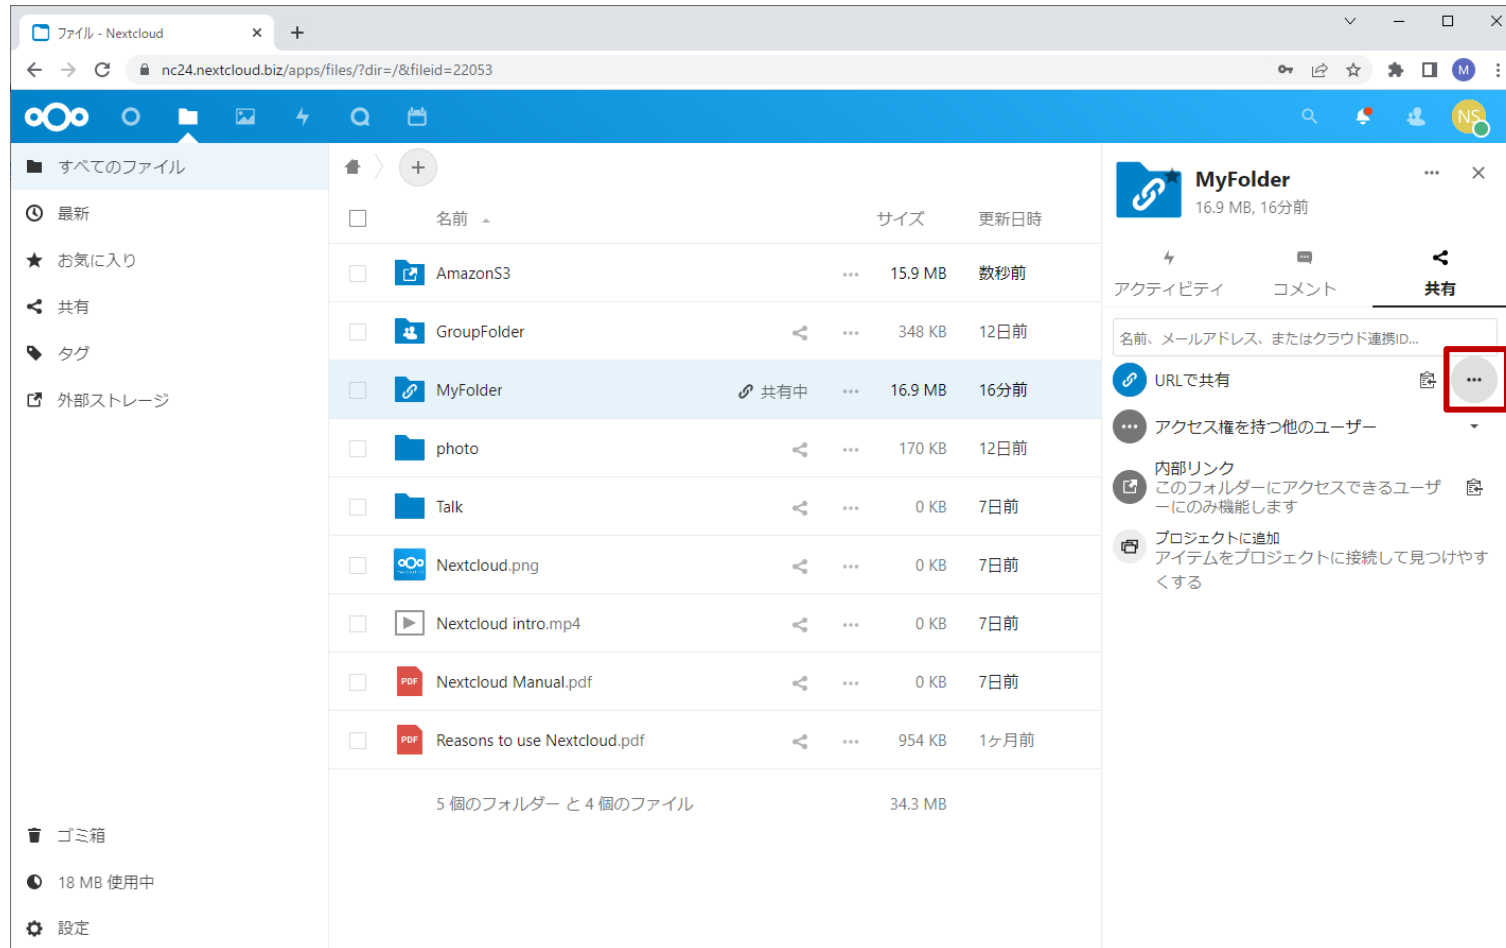 ファイル - Nextcloud
nc24.nextcloud.biz/apps/files/?dir=/&fileid=22053
M
NS
すべてのファイル
最新
お気に入り
共有
タグ
外部ストレージ
ゴミ箱
18 MB 使用中
設定
名前 サイズ 更新日時
AmazonS3 15.9 MB 数秒前
GroupFolder 348 KB 12日前
MyFolder 共有中 16.9 MB 16分前
photo 170 KB 12日前
Talk 0 KB 7日前
Nextcloud.png 0 KB 7日前
Nextcloud intro.mp4 0 KB 7日前
PDF Nextcloud Manual.pdf 0 KB 7日前
PDF Reasons to use Nextcloud.pdf 954 KB 1ヶ月前
5 個のフォルダー と 4 個のファイル 34.3 MB
MyFolder
16.9 MB, 16分前
アクティビティ コメント 共有
名前、メールアドレス、またはクラウド連携ID...
URLで共有
アクセス権を持つ他のユーザー
内部リンク
このフォルダーにアクセスできるユーザ
ーにのみ機能します
プロジェクトに追加
アイテムをプロジェクトに接続して見つけやす
くする